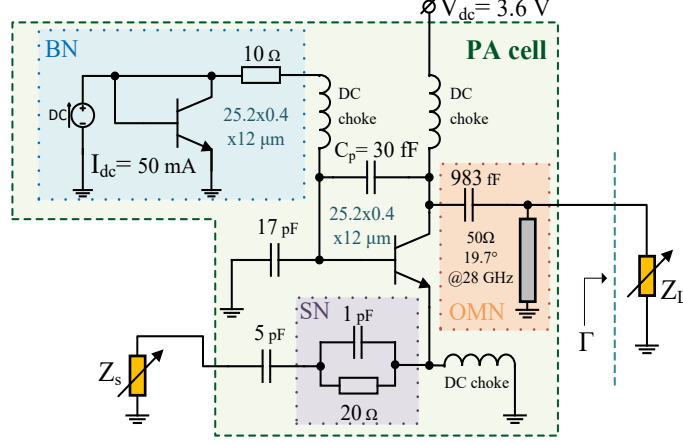 V_dc= 3.6 V
BN
PA cell
10 Ω
DC
choke
DC
choke
DC
25.2x0.4
x12 μm
I_dc= 50 mA
C_p= 30 fF
983 fF
25.2x0.4
x12 μm
17 pF
50Ω
19.7°
@28 GHz
OMN
Z_L
Γ
SN
1 pF
5 pF
Z_s
20 Ω
DC choke